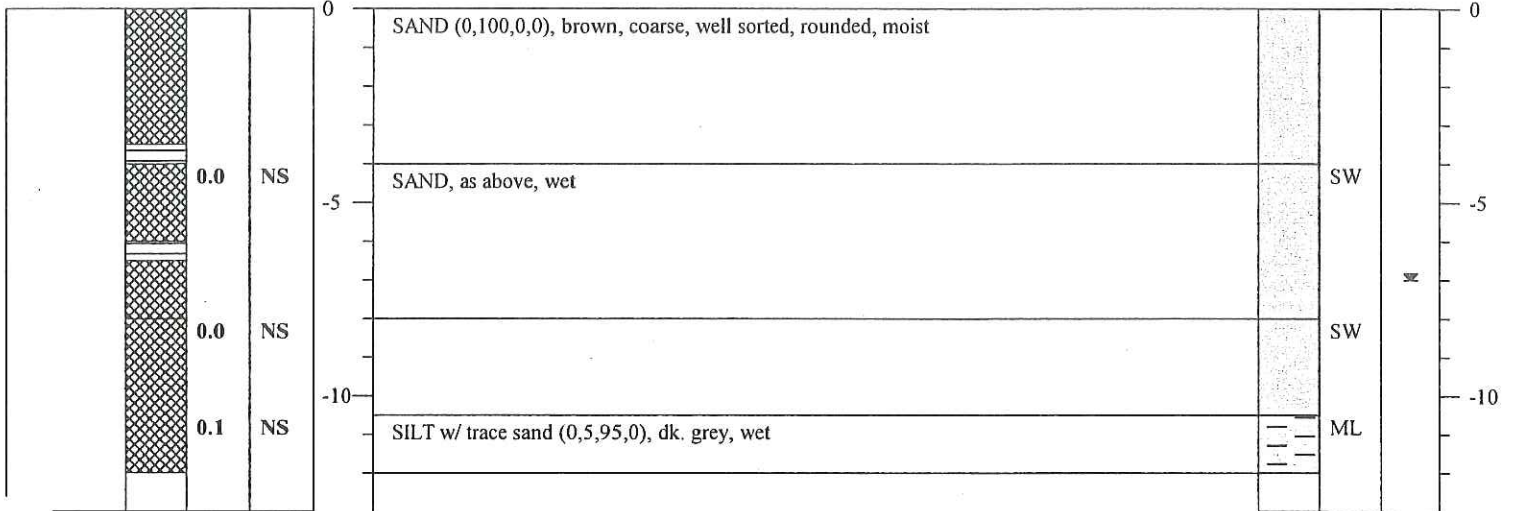 0 SAND (0,100,0,0), brown, coarse, well sorted, rounded, moist 0
0.0 NS SAND, as above, wet SW
-5 -5
0.0 NS SW
-10 -10
0.1 NS SILT w/ trace sand (0,5,95,0), dk. grey, wet ML